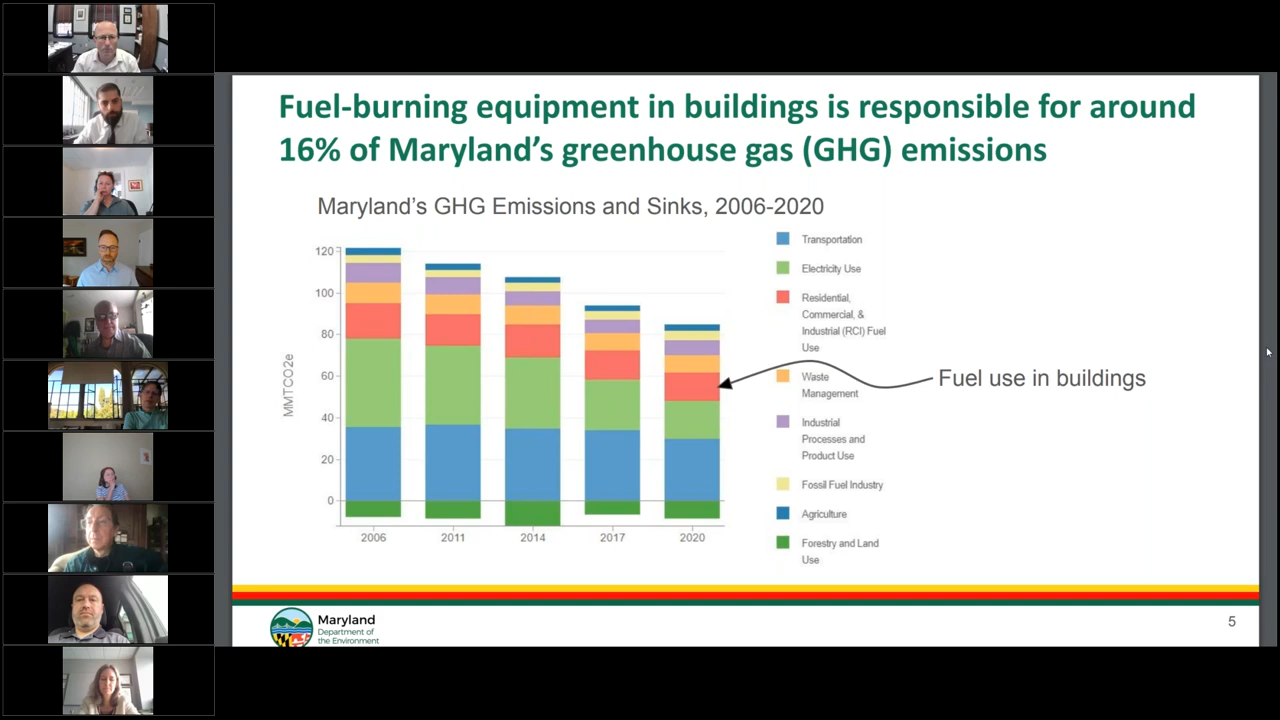 Fuel-burning equipment in buildings is responsible for around
16% of Maryland's greenhouse gas (GHG) emissions
Maryland's GHG Emissions and Sinks, 2006-2020
MMTCO2e
120
100
80
60
40
20
0
2006
2011
2014
2017
2020
Transportation
Electricity Use
Residential,
Commercial, &
Industrial (RCI) Fuel
Use
Waste
Management
Industrial
Processes and
Product Use
Fossil Fuel Industry
Agriculture
Forestry and Land
Use
Fuel use in buildings
Maryland
Department of
the Environment
5